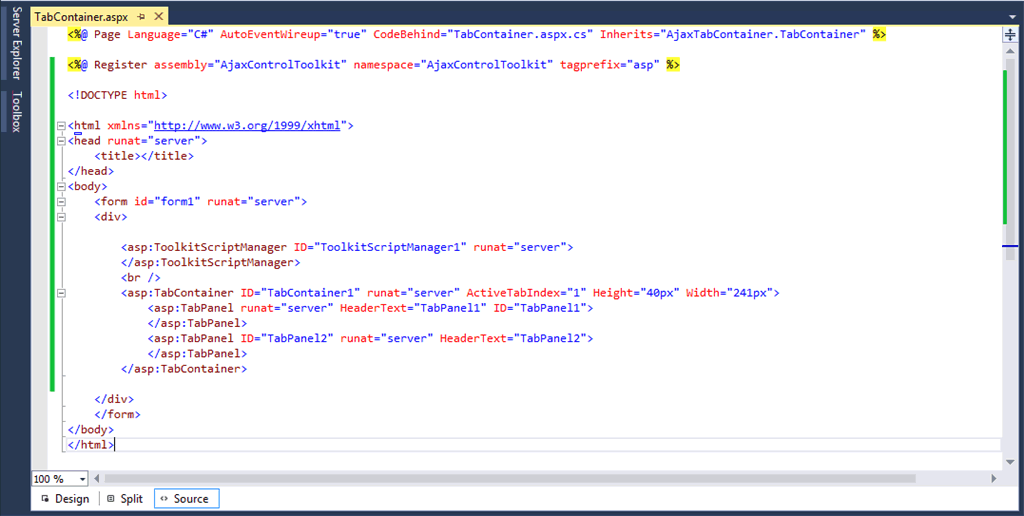 Server Explorer
Toolbox
TabContainer.aspx
<%@ Page Language="C#" AutoEventWireup="true" CodeBehind="TabContainer.aspx.cs" Inherits="AjaxTabContainer.TabContainer" %>
<%@ Register assembly="AjaxControlToolkit" namespace="AjaxControlToolkit" tagprefix="asp" %>
<!DOCTYPE html>
<html xmlns="http://www.w3.org/1999/xhtml">
<head runat="server">
    <title></title>
</head>
<body>
    <form id="form1" runat="server">
    <div>
        <asp:ToolkitScriptManager ID="ToolkitScriptManager1" runat="server">
        </asp:ToolkitScriptManager>
        <br />
        <asp:TabContainer ID="TabContainer1" runat="server" ActiveTabIndex="1" Height="40px" Width="241px">
            <asp:TabPanel runat="server" HeaderText="TabPanel1" ID="TabPanel1">
            </asp:TabPanel>
            <asp:TabPanel ID="TabPanel2" runat="server" HeaderText="TabPanel2">
            </asp:TabPanel>
        </asp:TabContainer>
    </div>
    </form>
</body>
</html>
100 %
Design Split Source